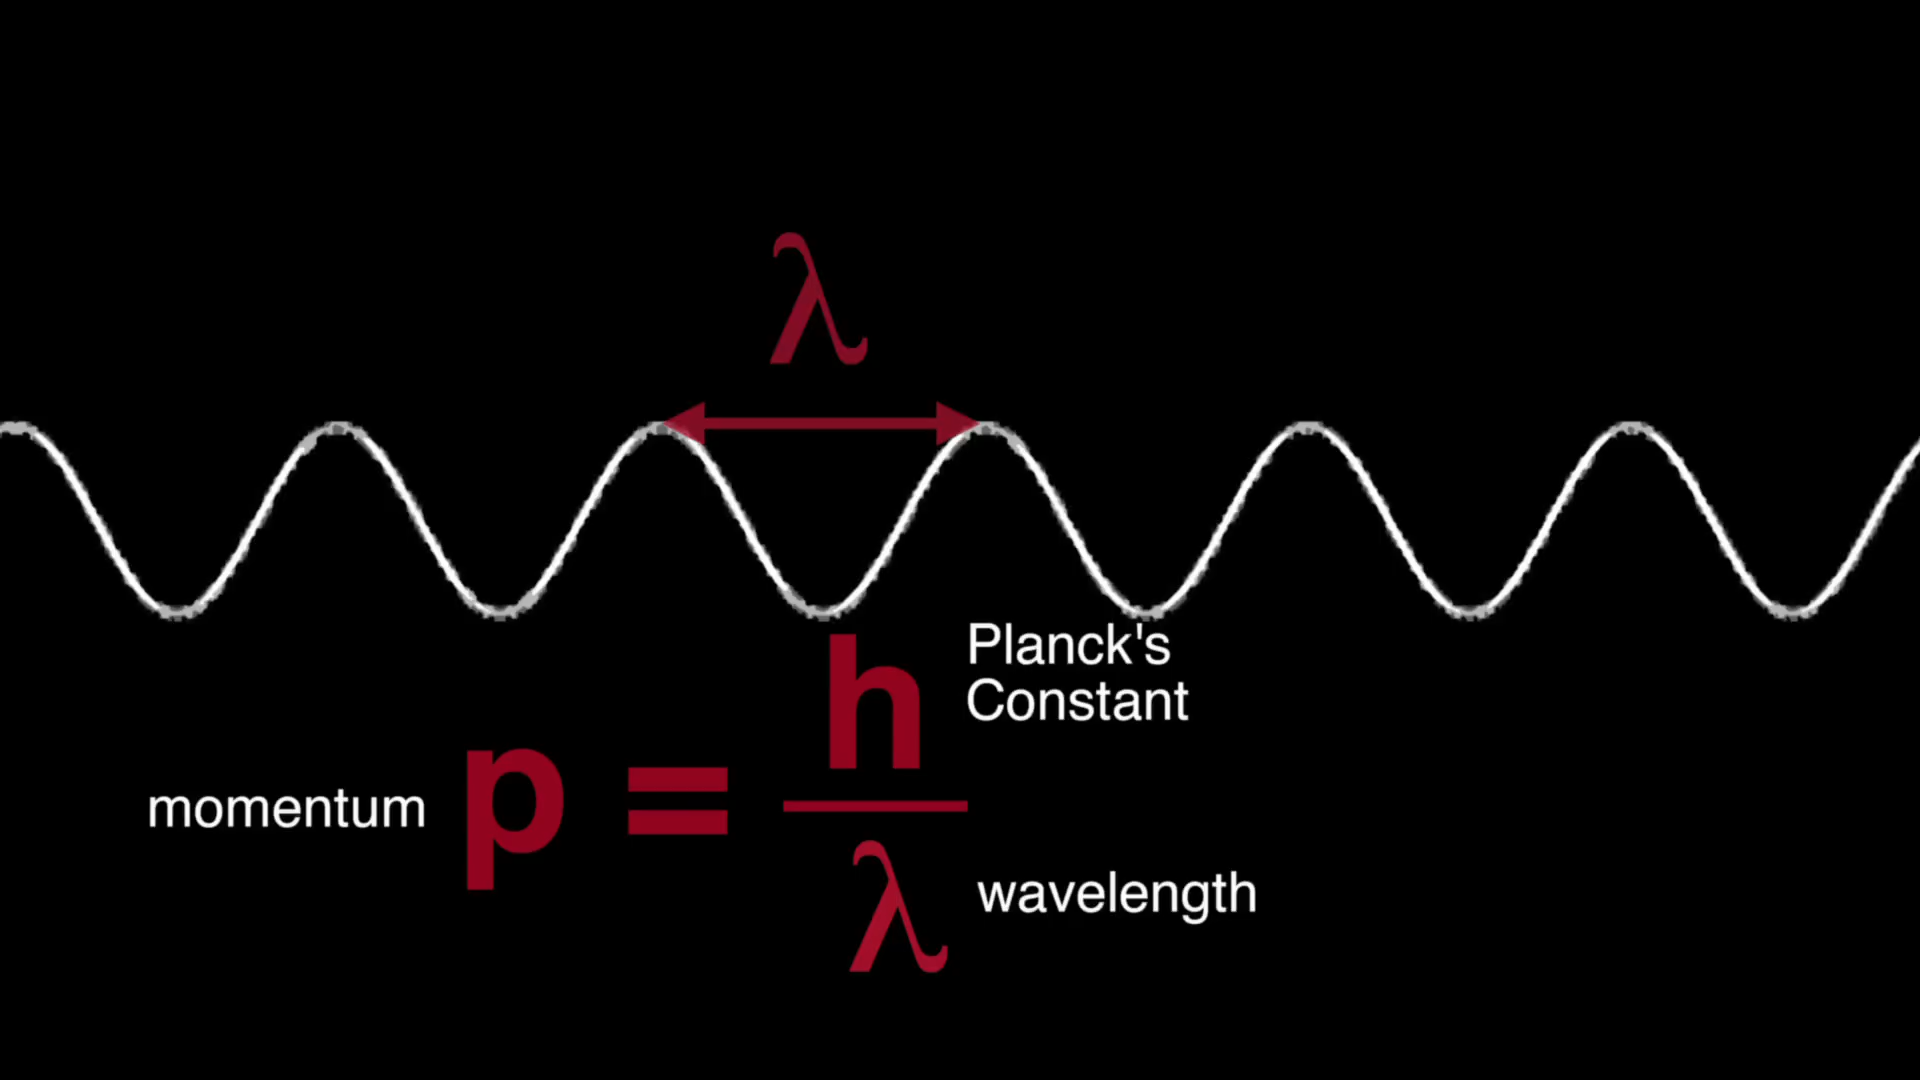 λ
h
Planck's
Constant
momentum p =
λ wavelength